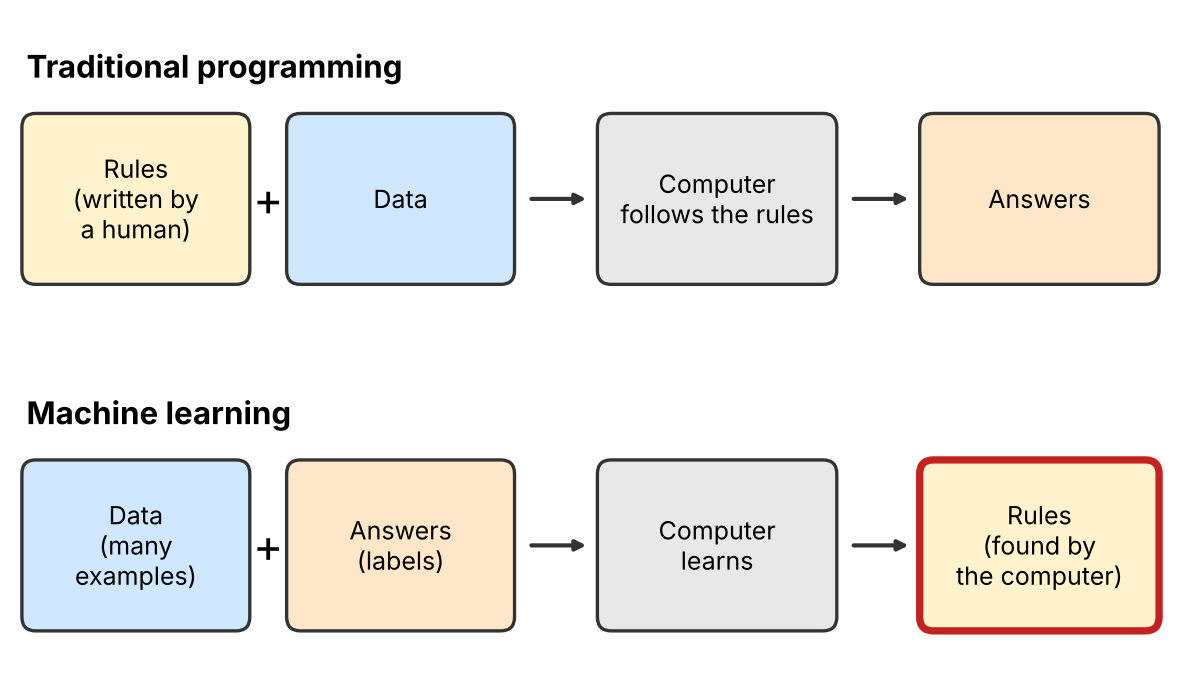 Traditional programming
Rules
(written by
a human)
+
Data
Computer
follows the rules
Answers
Machine learning
Data
(many
examples)
+
Answers
(labels)
Computer
learns
Rules
(found by
the computer)